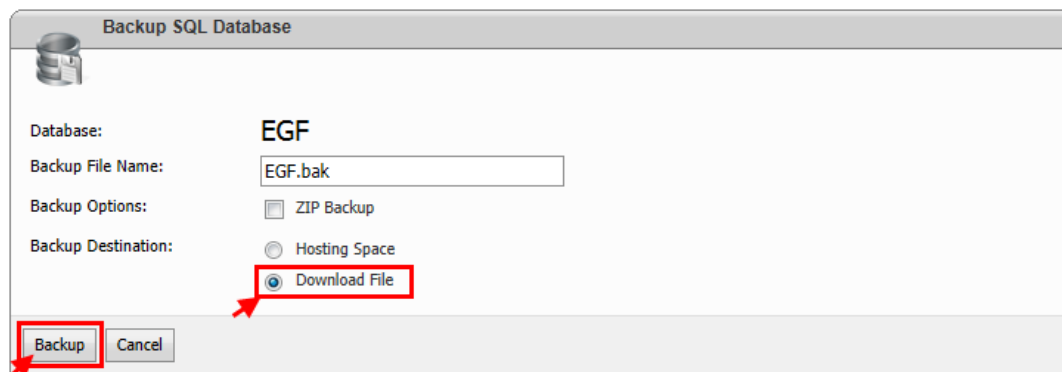 Backup SQL Database
Database: EGF
Backup File Name: EGF.bak
Backup Options: ZIP Backup
Backup Destination: Hosting Space
Download File
Backup Cancel